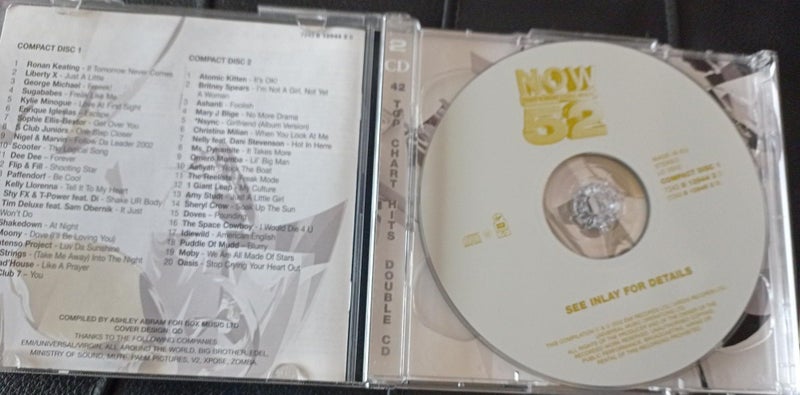 7243 8
COMPACT DISC 1
Ronan Keating - If Tomorrow Never Comes
2 Liberty X - Just A Little
3 George Michael - Freeek!
4 Sugababes - Freak Like Me
5 Kylie Minogue - Love At First Sight
6 Enrique Iglesias - Escape
7 Sophie Ellis-Bextor - Get Over You
8 S Club Juniors - One Step Closer
9 Nigel & Marvin - Follow Da Leader 2002
10 Scooter - The Logical Song
11 Dee Dee - Forever
2 Flip & Fill - Shooting Star
3 Paffendorf - Be Cool
Kelly Llorenna - Tell It To My Heart
Shy FX & T-Power feat. Di - Shake UR Body
Tim Deluxe feat. Sam Obernik - It Just
Won't Do
Shakedown - At Night
Moony - Dove (I'll Be Loving You)
tenso Project - Luv Da Sunshine
Strings - (Take Me Away) Into The Night
ad'House - Like A Prayer
Club 7 - You
COMPACT DISC 2
1 Atomic Kitten - It's OK!
2 Britney Spears - I'm Not A Girl, Not Yet
A Woman
3 Ashanti - Foolish
4 Mary J Blige - No More Drama
5 *Nsync - Girlfriend (Album Version)
6 Christina Milian - When You Look At Me
7 Nelly feat. Dani Stevenson - Hot In Herre
8 Ms. Dynamite - It Takes More
9 Omero Mumba - Lil' Big Man
10 Aaliyah - Rock The Boat
11 The Reelists - Freak Mode
12 1 Giant Leap - My Culture
13 Amy Studt - Just A Little Girl
14 Sheryl Crow - Soak Up The Sun
15 Doves - Pounding
16 The Space Cowboy - I Would Die 4 U
17 Idlewild - American English
18 Puddle Of Mudd - Blurry
19 Moby - We Are All Made Of Stars
20 Oasis - Stop Crying Your Heart Out
COMPILED BY ASHLEY ABRAM FOR BOX MUSIC LTD
COVER DESIGN: QD
THANKS TO THE FOLLOWING COMPANIES
EMI/UNIVERSAL/VIRGIN, ALL AROUND THE WORLD, BIG BROTHER, EDEL,
MINISTRY OF SOUND, MUTE, PALM PICTURES, V2, XPOSE, ZOMBA.
2 CD
42 TOP CHART HITS DOUBLE CD
NOW
52
MADE IN EU
COMPACT DISC 1
SEE INLAY FOR DETAILS